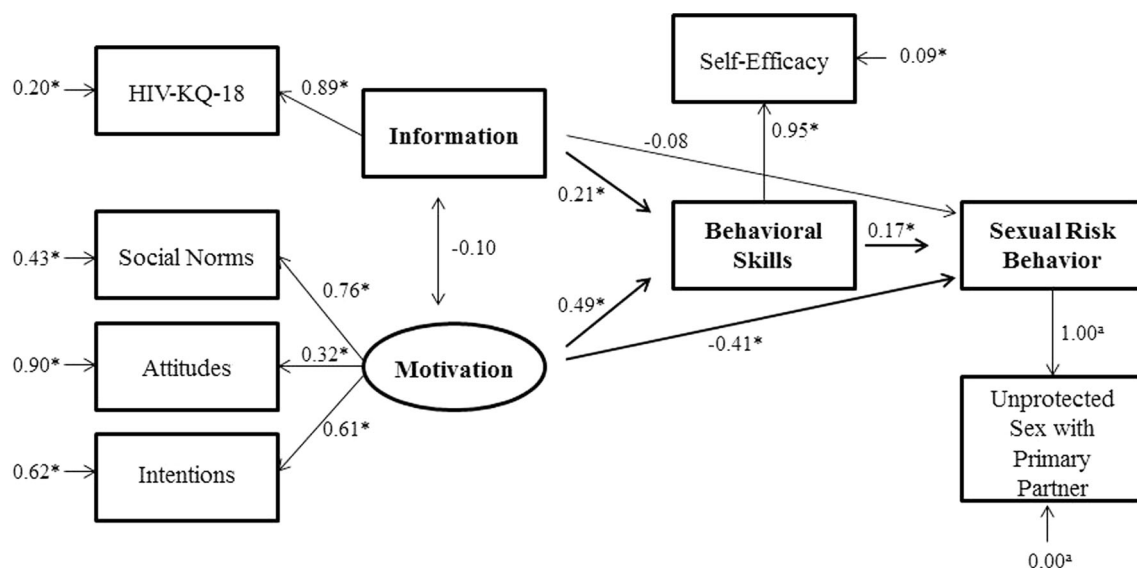 0.20*
HIV-KQ-18
0.89*
Information
Self-Efficacy
0.09*
0.95*
-0.08
0.21*
0.43*
Social Norms
0.76*
-0.10
Behavioral
Skills
0.17*
Sexual Risk
Behavior
0.90*
Attitudes
0.32*
Motivation
0.49*
-0.41*
1.00ᵃ
0.62*
Intentions
0.61*
Unprotected
Sex with
Primary
Partner
0.00ᵃ